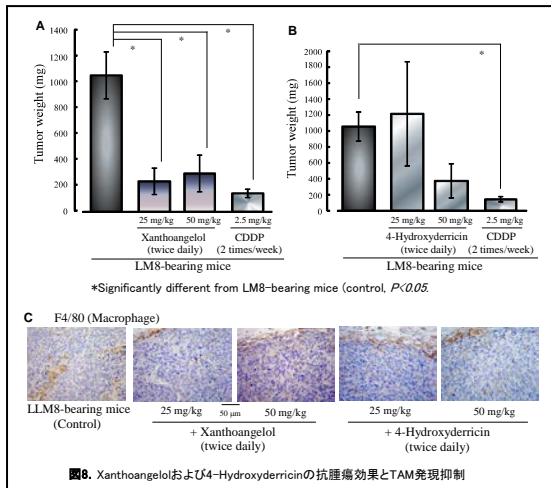 A
Tumor weight (mg)
1400
1200
1000
800
600
400
200
0
*
*
*
25 mg/kg 50 mg/kg 2.5 mg/kg
Xanthoangelol CDDP
(twice daily) (2 times/week)
LM8-bearing mice
B
Tumor weight (mg)
2000
1800
1600
1400
1200
1000
800
600
400
200
0
*
25 mg/kg 50 mg/kg 2.5 mg/kg
4-Hydroxyderricin CDDP
(twice daily) (2 times/week)
LM8-bearing mice
*Significantly different from LM8-bearing mice (control, P<0.05.
C F4/80 (Macrophage)
LLM8-bearing mice
(Control)
25 mg/kg 50 μm 50 mg/kg
+ Xanthoangelol
(twice daily)
25 mg/kg 50 mg/kg
+ 4-Hydroxyderricin
(twice daily)
図8. Xanthoangelolおよび4-Hydroxyderricinの抗腫瘍効果とTAM発現抑制